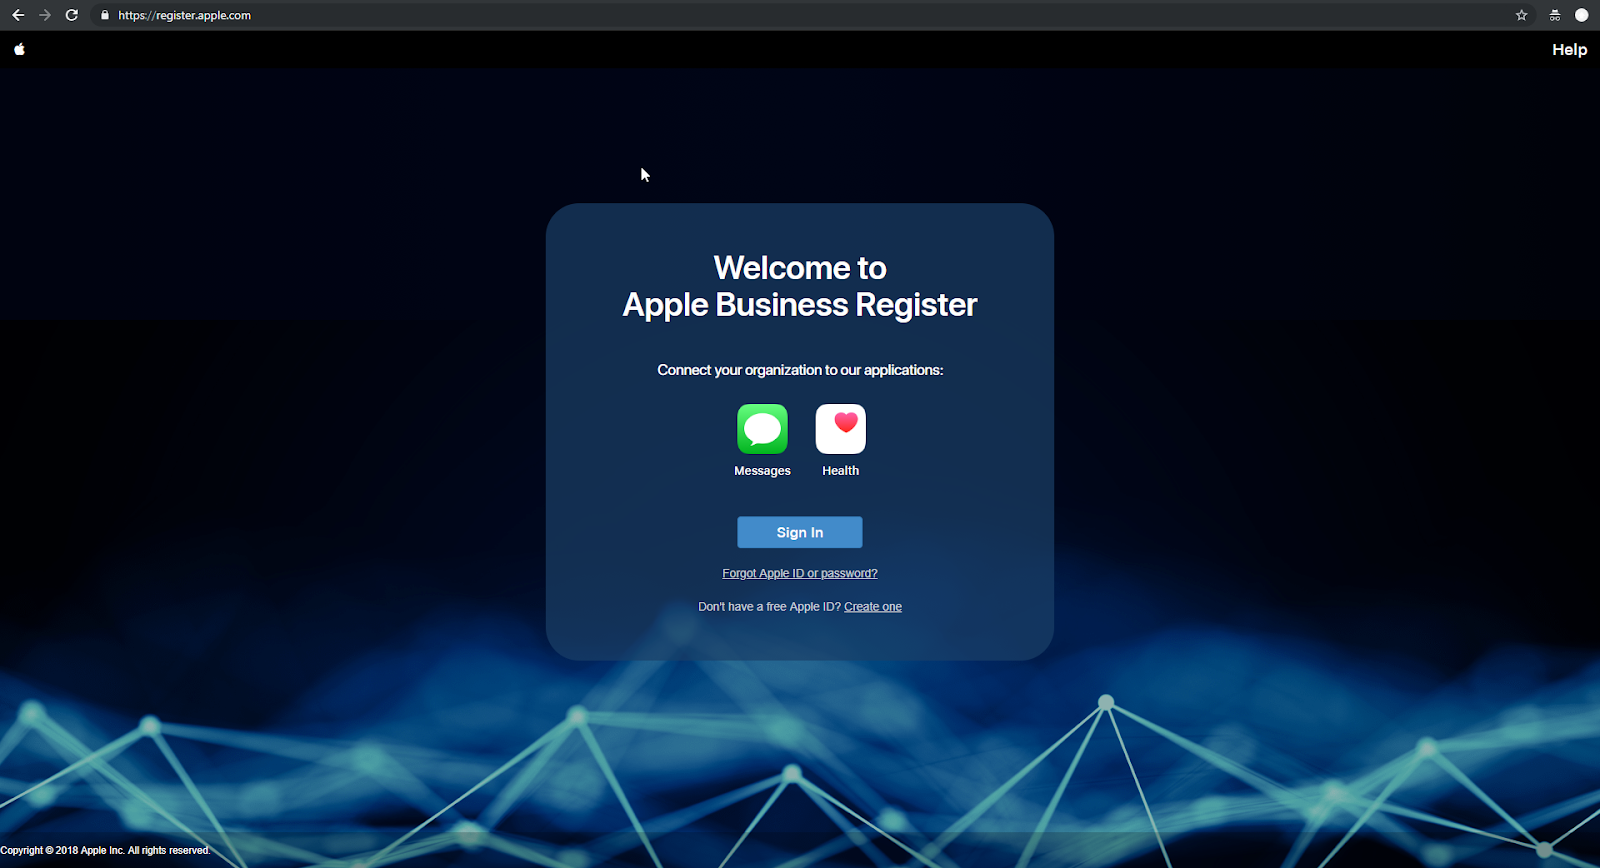 https://register.apple.com
Help
Welcome to
Apple Business Register
Connect your organization to our applications:
Messages Health
Sign In
Forgot Apple ID or password?
Don't have a free Apple ID? Create one
Copyright © 2018 Apple Inc. All rights reserved.